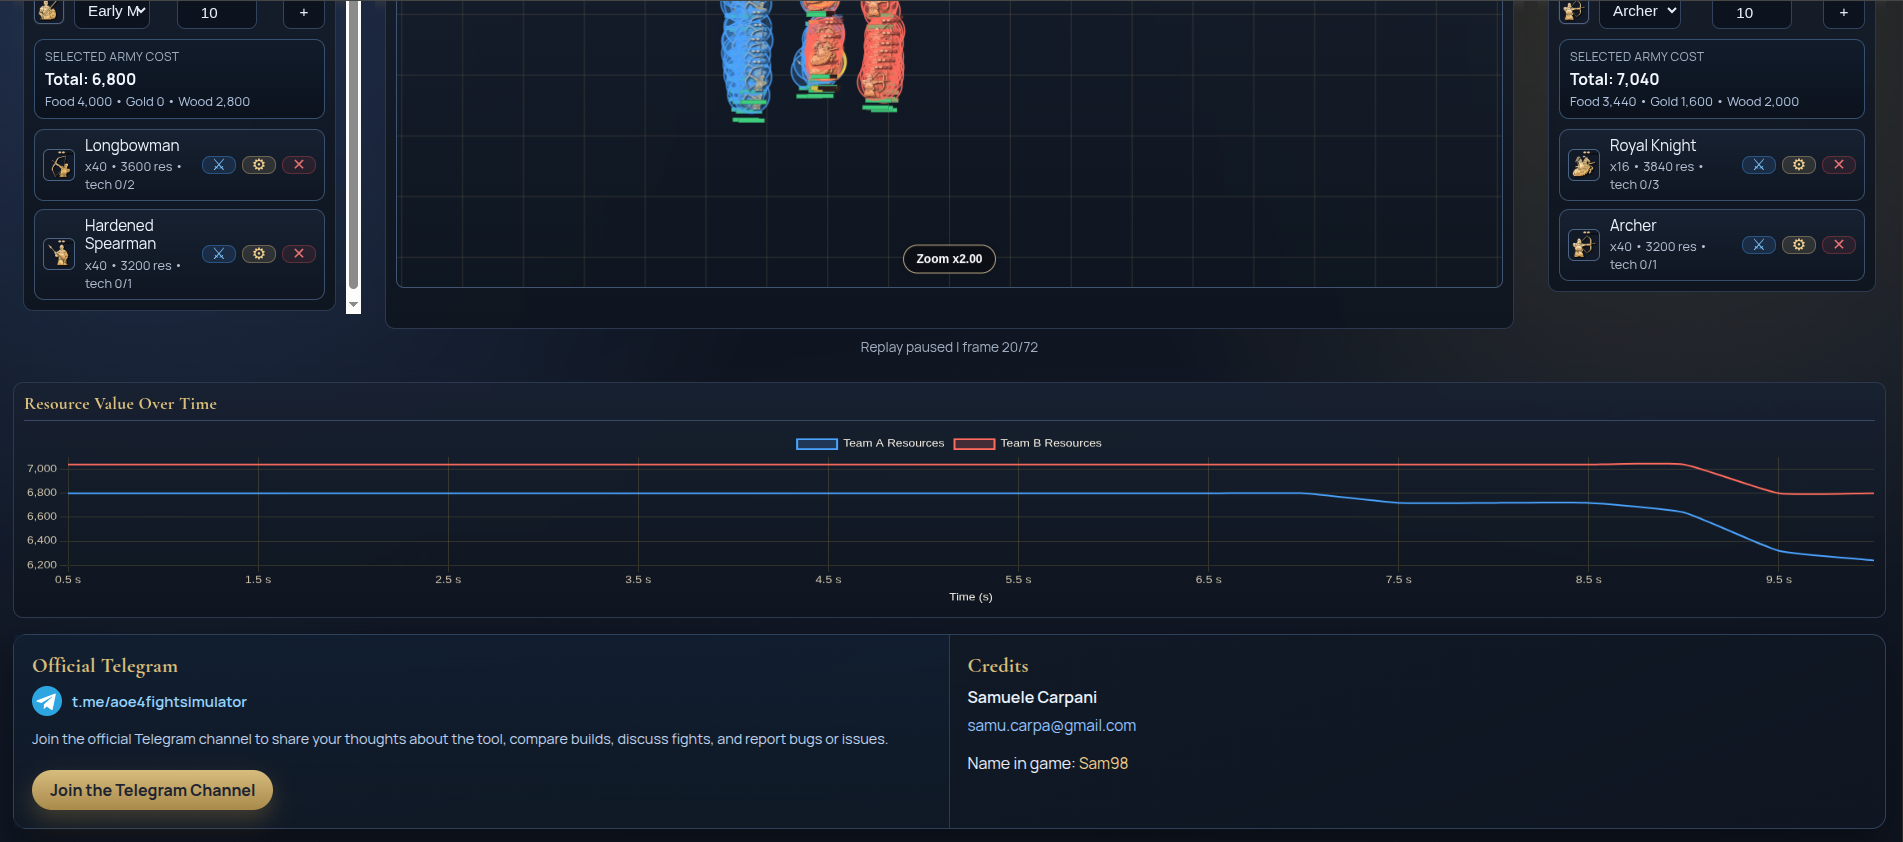 Early M
10
+
SELECTED ARMY COST
Total: 6,800
Food 4,000 • Gold 0 • Wood 2,800
Longbowman
x40 • 3600 res •
tech 0/2
Hardened
Spearman
x40 • 3200 res •
tech 0/1
Zoom x2.00
Replay paused | frame 20/72
Archer
10
+
SELECTED ARMY COST
Total: 7,040
Food 3,440 • Gold 1,600 • Wood 2,000
Royal Knight
x16 • 3840 res •
tech 0/3
Archer
x40 • 3200 res •
tech 0/1
Resource Value Over Time
Team A Resources
Team B Resources
7,000
6,800
6,600
6,400
6,200
0.5 s
1.5 s
2.5 s
3.5 s
4.5 s
5.5 s
6.5 s
7.5 s
8.5 s
9.5 s
Time (s)
Official Telegram
t.me/aoe4fightsimulator
Join the official Telegram channel to share your thoughts about the tool, compare builds, discuss fights, and report bugs or issues.
Join the Telegram Channel
Credits
Samuele Carpani
samu.carpa@gmail.com
Name in game: Sam98